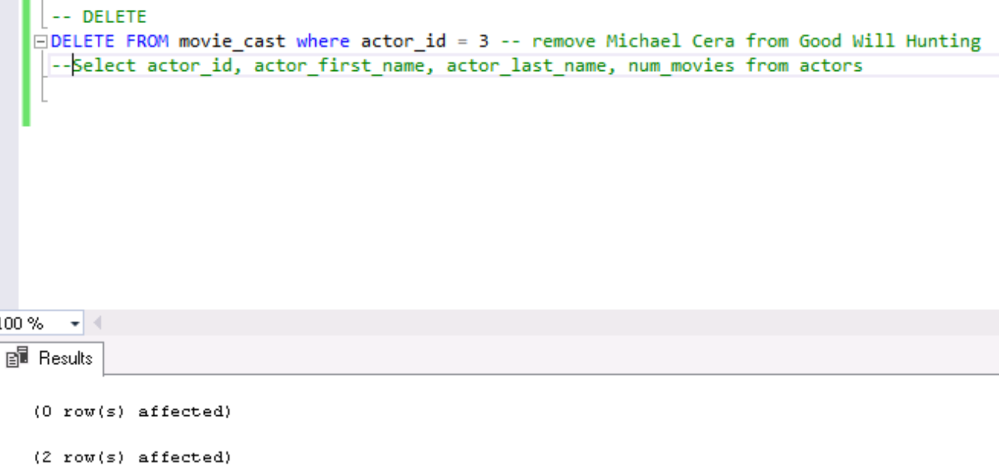 -- DELETE
DELETE FROM movie_cast where actor_id = 3 -- remove Michael Cera from Good Will Hunting
--Select actor_id, actor_first_name, actor_last_name, num_movies from actors
100 %
Results
(0 row(s) affected)
(2 row(s) affected)